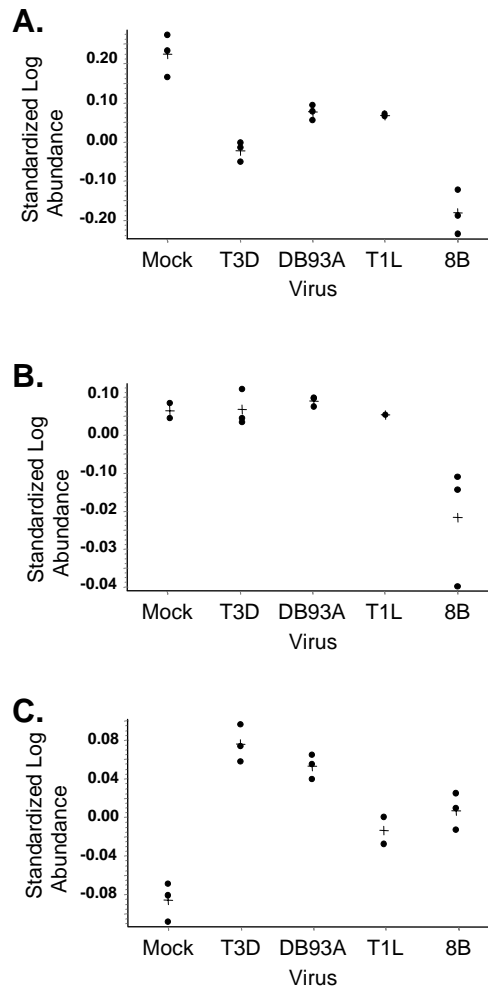 A.
Standardized Log
Abundance
0.20
0.10
0.00
-0.10
-0.20
Mock T3D DB93A T1L 8B
Virus
B.
Standardized Log
Abundance
0.10
0.00
-0.10
-0.02
-0.03
-0.04
Mock T3D DB93A T1L 8B
Virus
C.
Standardized Log
Abundance
0.08
0.04
0.00
-0.04
-0.08
Mock T3D DB93A T1L 8B
Virus